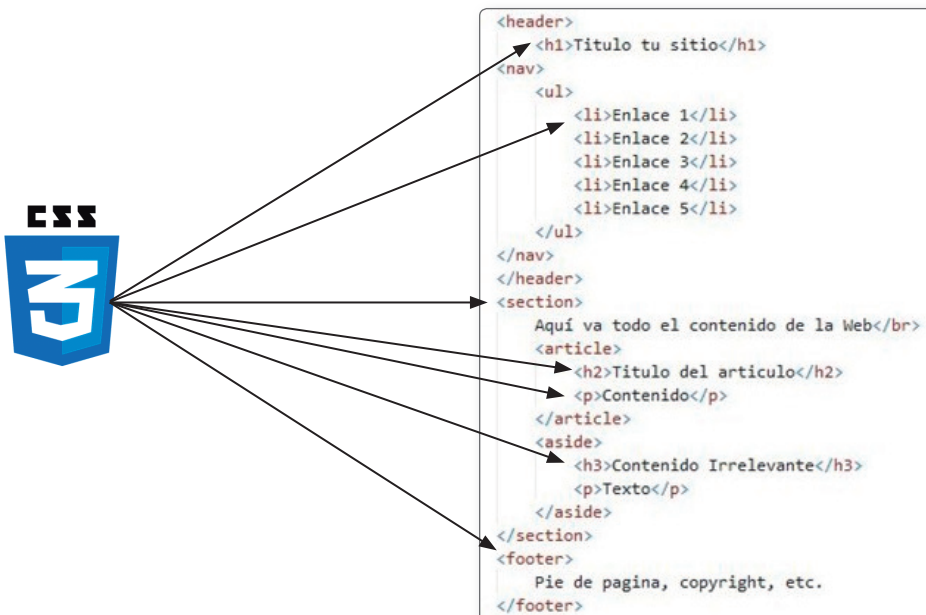 CSS
3
<header>
<h1>Titulo tu sitio</h1>
<nav>
<ul>
<li>Enlace 1</li>
<li>Enlace 2</li>
<li>Enlace 3</li>
<li>Enlace 4</li>
<li>Enlace 5</li>
</ul>
</nav>
</header>
<section>
Aquí va todo el contenido de la Web</br>
<article>
<h2>Titulo del articulo</h2>
<p>Contenido</p>
</article>
<aside>
<h3>Contenido Irrelevante</h3>
<p>Texto</p>
</aside>
</section>
<footer>
Pie de pagina, copyright, etc.
</footer>